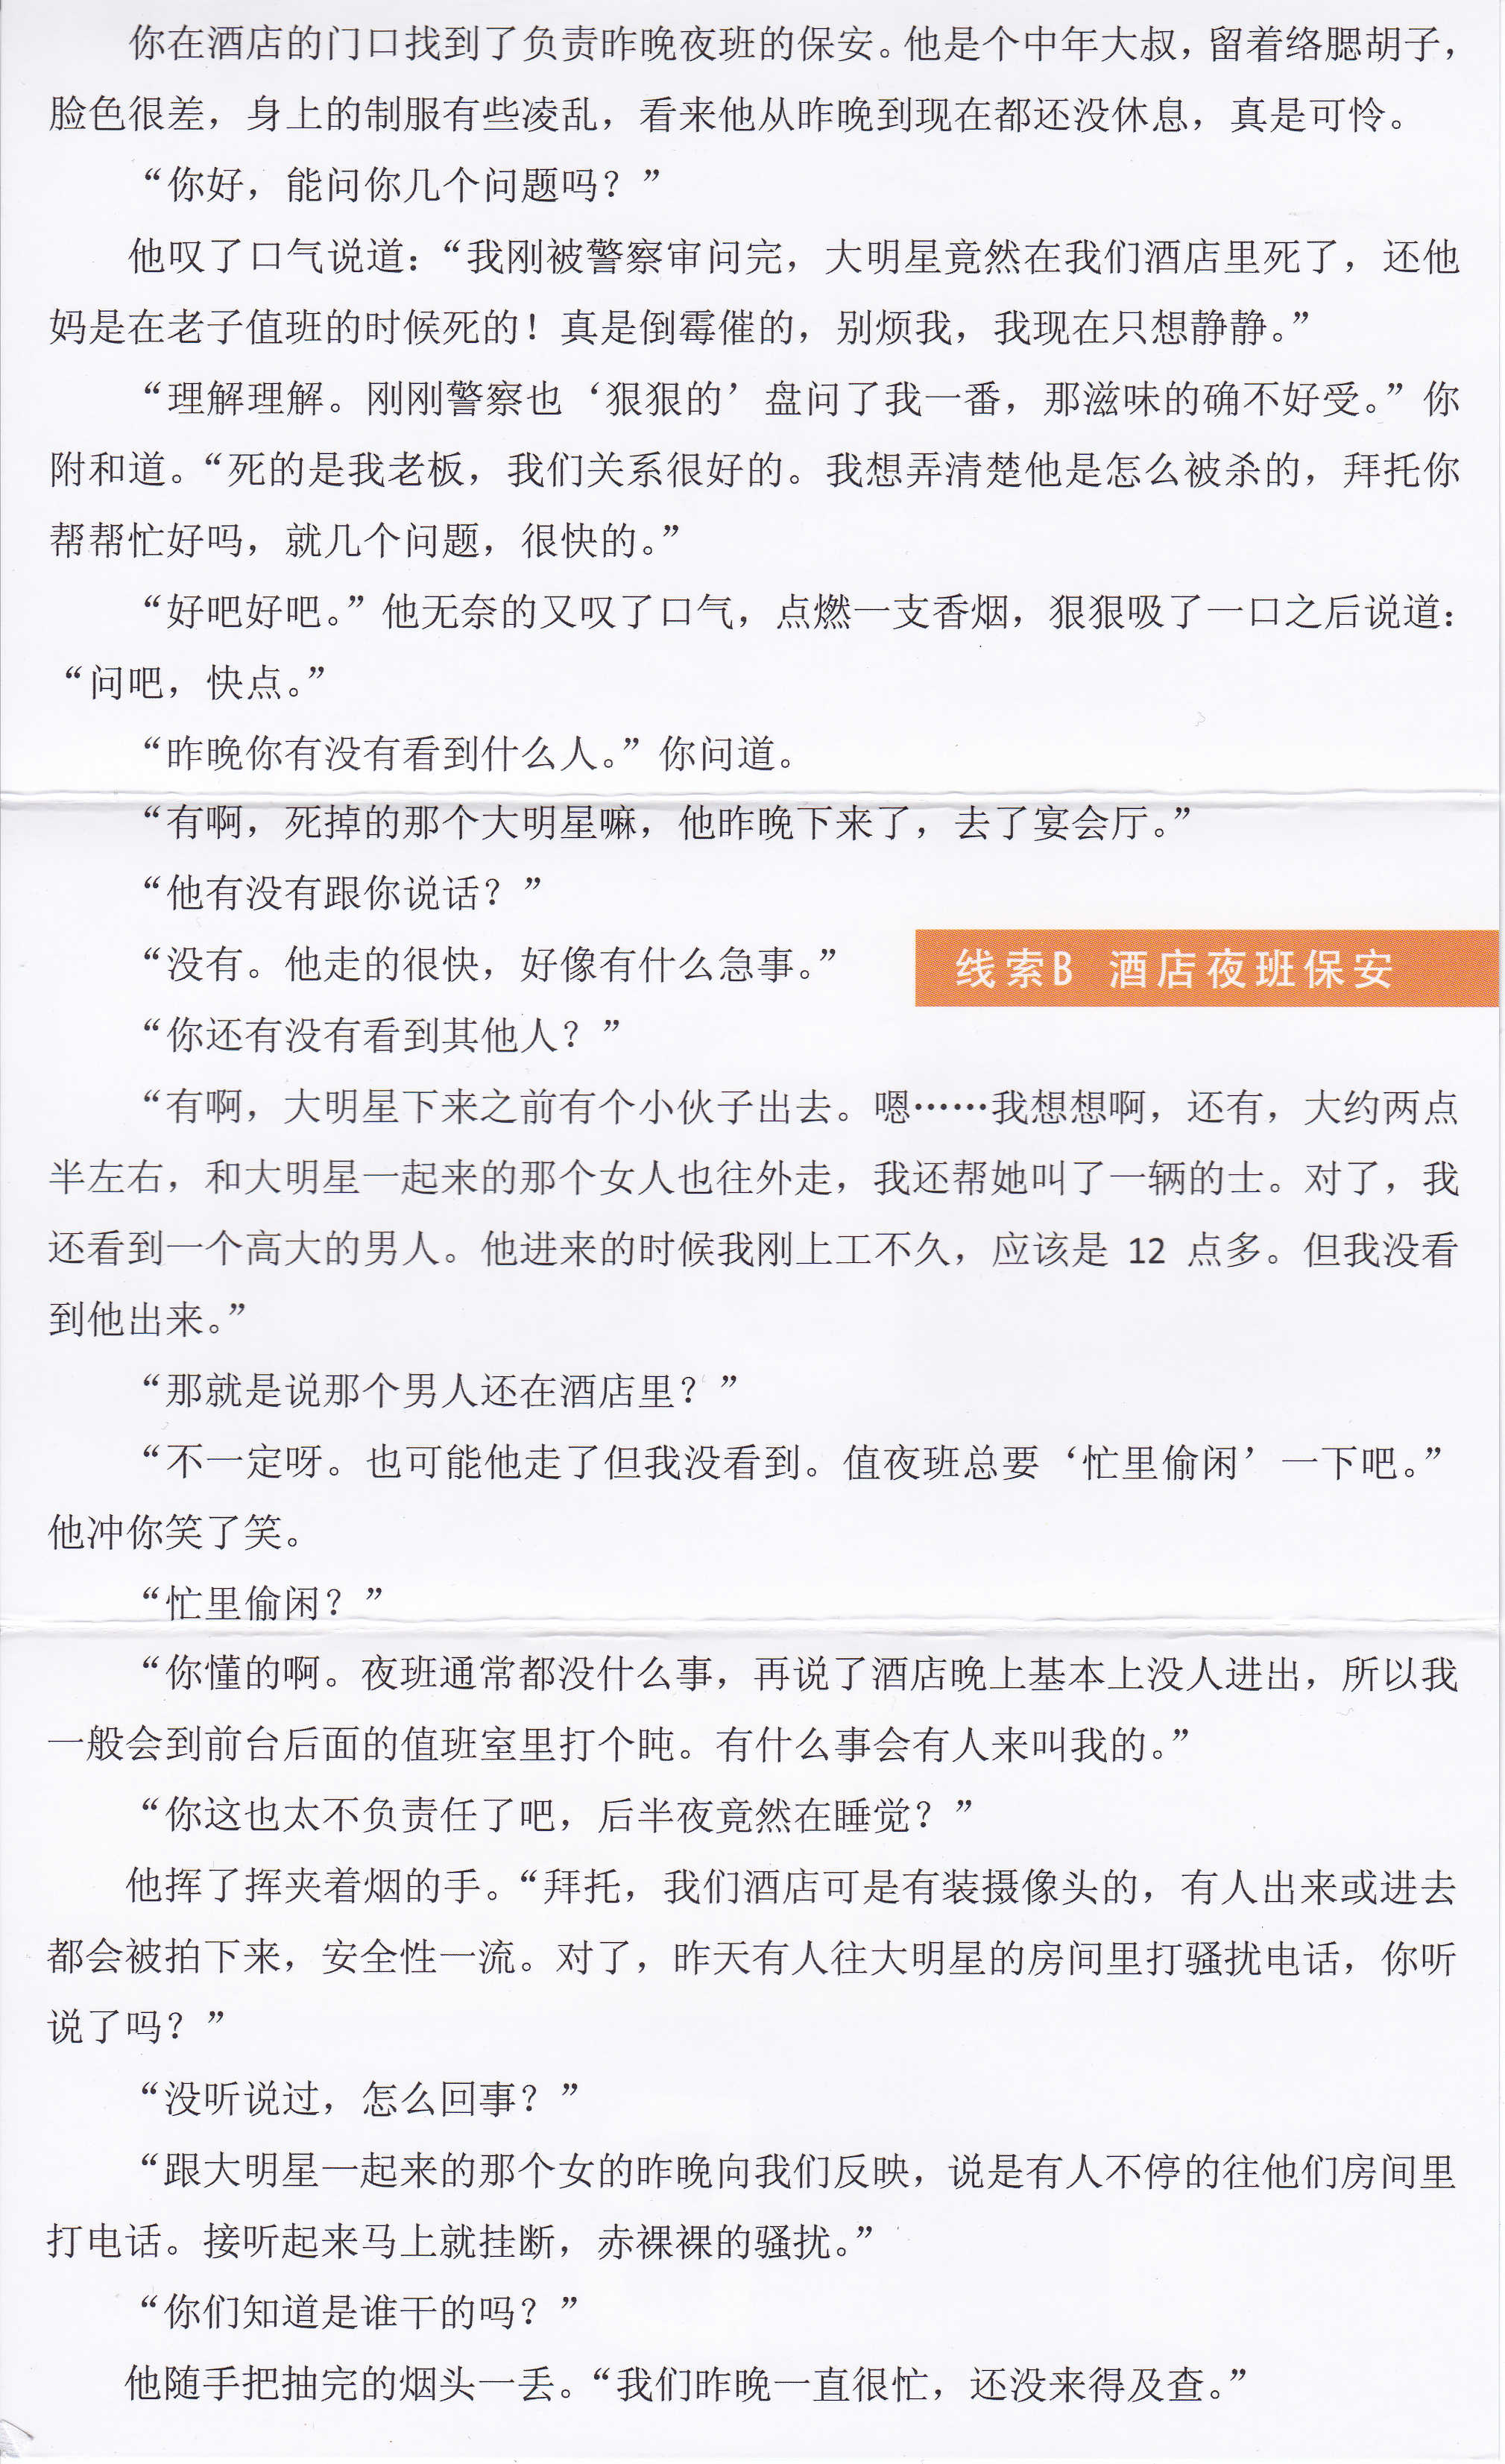 你在酒店的门口找到了负责昨晚夜班的保安。他是个中年大叔，留着络腮胡子，
脸色很差，身上的制服有些凌乱，看来他从昨晚到现在都还没休息，真是可怜。
“你好，能问你几个问题吗？”
他叹了口气说道：“我刚被警察审问完，大明星竟然在我们酒店里死了，还他
妈是在老子值班的时候死的！真是倒霉催的，别烦我，我现在只想静静。”
“理解理解。刚刚警察也‘狠狠的’盘问了我一番，那滋味的确不好受。”你
附和道。“死的是我老板，我们关系很好的。我想弄清楚他是怎么被杀的，拜托你
帮帮忙好吗，就几个问题，很快的。”
“好吧好吧。”他无奈的又叹了口气，点燃一支香烟，狠狠吸了一口之后说道：
“问吧，快点。”
“昨晚你有没有看到什么人。”你问道。
“有啊，死掉的那个大明星嘛，他昨晚下来了，去了宴会厅。”
“他有没有跟你说话？”
“没有。他走的很快，好像有什么急事。”
线索B 酒店夜班保安
“你还有没有看到其他人？”
“有啊，大明星下来之前有个小伙子出去。嗯……我想想啊，还有，大约两点
半左右，和大明星一起来的那个女人也往外走，我还帮她叫了一辆的士。对了，我
还看到一个高大的男人。他进来的时候我刚上工不久，应该是 12 点多。但我没看
到他出来。”
“那就是说那个男人还在酒店里？”
“不一定呀。也可能他走了但我没看到。值夜班总要‘忙里偷闲’一下吧。”
他冲你笑了笑。
“忙里偷闲？”
“你懂的啊。夜班通常都没什么事，再说了酒店晚上基本上没人进出，所以我
一般会到前台后面的值班室里打个盹。有什么事会有人来叫我的。”
“你这也太不负责任了吧，后半夜竟然在睡觉？”
他挥了挥夹着烟的手。“拜托，我们酒店可是有装摄像头的，有人出来或进去
都会被拍下来，安全性一流。对了，昨天有人往大明星的房间里打骚扰电话，你听
说了吗？”
“没听说过，怎么回事？”
“跟大明星一起来的那个女的昨晚向我们反映，说是有人不停的往他们房间里
打电话。接听起来马上就挂断，赤裸裸的骚扰。”
“你们知道是谁干的吗？”
他随手把抽完的烟头一丢。“我们昨晚一直很忙，还没来得及查。”